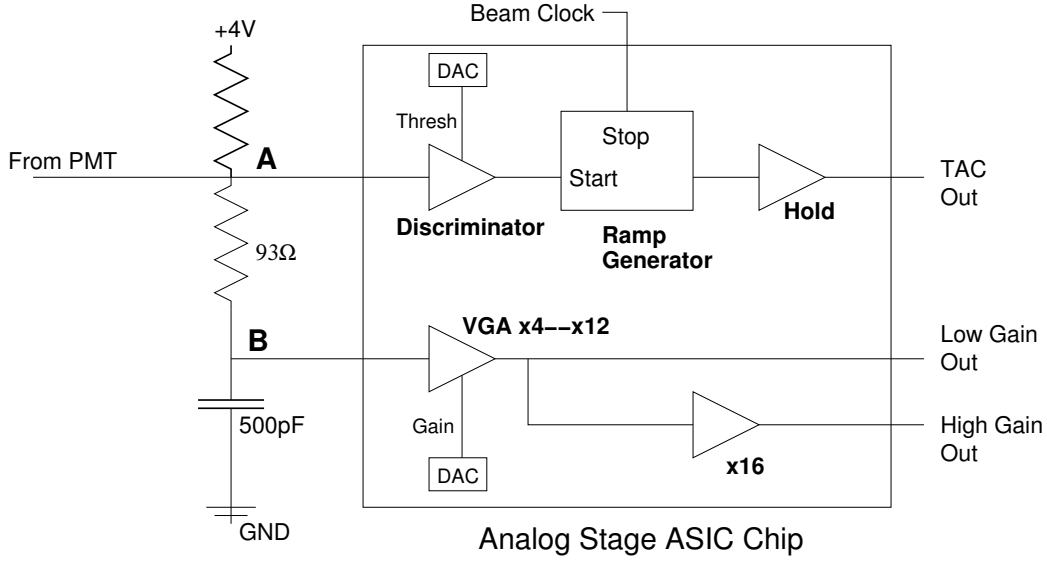 Beam Clock
+4V
DAC
Thresh
Stop
From PMT
A
Start
TAC
Out
Discriminator
Hold
Ramp
Generator
93Ω
VGA x4−−x12
B
Low Gain
Out
500pF
Gain
High Gain
Out
x16
DAC
GND
Analog Stage ASIC Chip